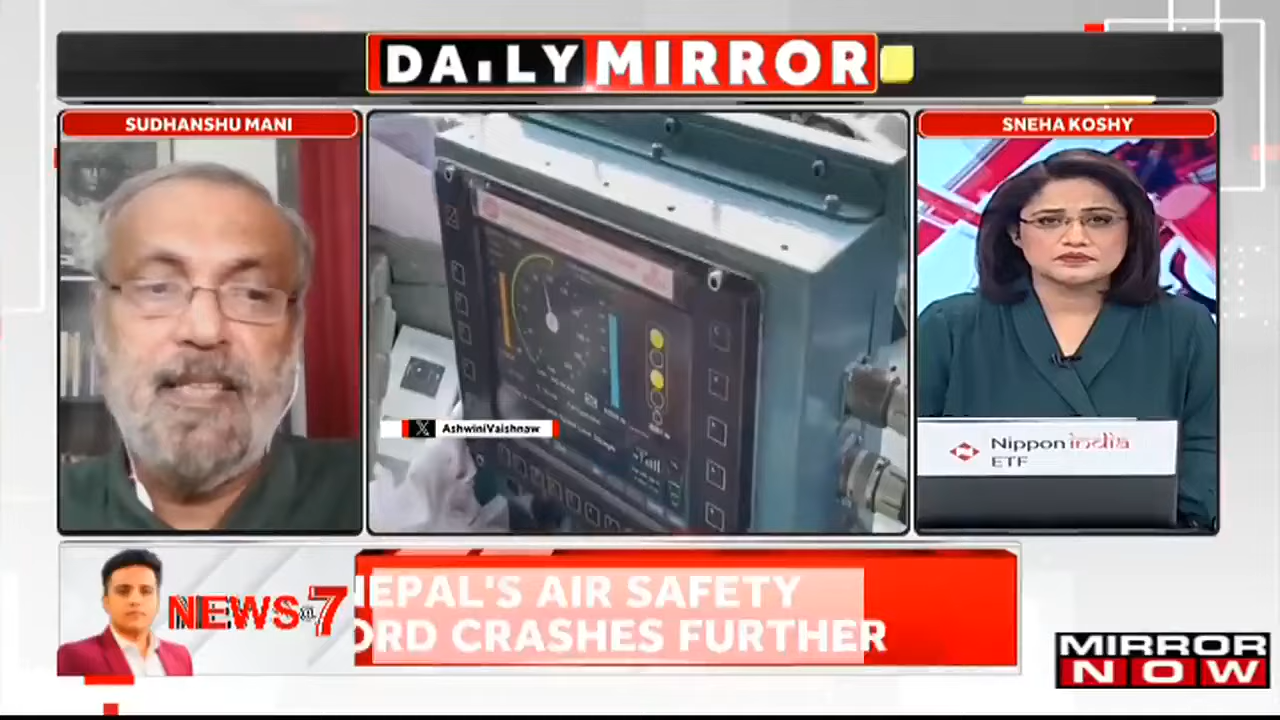 DAILY MIRROR
SUDHANSHU MANI
SNEHA KOSHY
AshwiniVaishnaw
Nippon india
ETF
NEWS @7
NEPAL'S AIR SAFETY
ORD CRASHES FURTHER
MIRROR
NOW